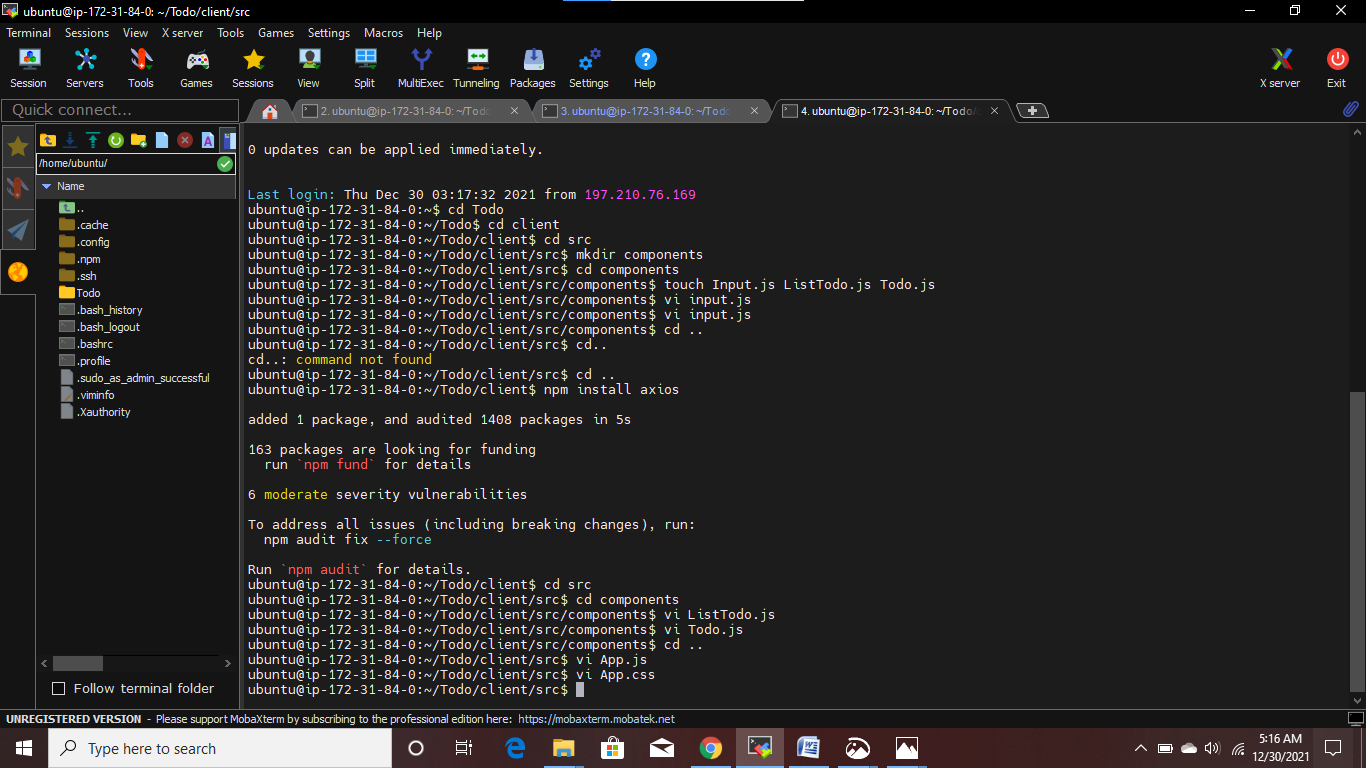 ubuntu@ip-172-31-84-0: ~/Todo/client/src
Terminal Sessions View X server Tools Games Settings Macros Help
Session Servers Tools Games Sessions View Split MultiExec Tunneling Packages Settings Help X server Exit
Quick connect...
2. ubuntu@ip-172-31-84-0: ~/Todo
3. ubuntu@ip-172-31-84-0: ~/Todo
4. ubuntu@ip-172-31-84-0: ~/Todo/
/home/ubuntu/
Name
..
.cache
.config
.npm
.ssh
Todo
.bash_history
.bash_logout
.bashrc
.profile
.sudo_as_admin_successful
.viminfo
.Xauthority
Follow terminal folder
0 updates can be applied immediately.
Last login: Thu Dec 30 03:17:32 2021 from 197.210.76.169
ubuntu@ip-172-31-84-0:~$ cd Todo
ubuntu@ip-172-31-84-0:~/Todo$ cd client
ubuntu@ip-172-31-84-0:~/Todo/client$ cd src
ubuntu@ip-172-31-84-0:~/Todo/client/src$ mkdir components
ubuntu@ip-172-31-84-0:~/Todo/client/src$ cd components
ubuntu@ip-172-31-84-0:~/Todo/client/src/components$ touch Input.js ListTodo.js Todo.js
ubuntu@ip-172-31-84-0:~/Todo/client/src/components$ vi input.js
ubuntu@ip-172-31-84-0:~/Todo/client/src/components$ vi input.js
ubuntu@ip-172-31-84-0:~/Todo/client/src/components$ cd ..
ubuntu@ip-172-31-84-0:~/Todo/client/src$ cd..
cd..: command not found
ubuntu@ip-172-31-84-0:~/Todo/client/src$ cd ..
ubuntu@ip-172-31-84-0:~/Todo/client$ npm install axios
added 1 package, and audited 1408 packages in 5s
163 packages are looking for funding
run `npm fund` for details
6 moderate severity vulnerabilities
To address all issues (including breaking changes), run:
npm audit fix --force
Run `npm audit` for details.
ubuntu@ip-172-31-84-0:~/Todo/client$ cd src
ubuntu@ip-172-31-84-0:~/Todo/client/src$ cd components
ubuntu@ip-172-31-84-0:~/Todo/client/src/components$ vi ListTodo.js
ubuntu@ip-172-31-84-0:~/Todo/client/src/components$ vi Todo.js
ubuntu@ip-172-31-84-0:~/Todo/client/src/components$ cd ..
ubuntu@ip-172-31-84-0:~/Todo/client/src$ vi App.js
ubuntu@ip-172-31-84-0:~/Todo/client/src$ vi App.css
ubuntu@ip-172-31-84-0:~/Todo/client/src$
UNREGISTERED VERSION - Please support MobaXterm by subscribing to the professional edition here: https://mobaxterm.mobatek.net
Type here to search
5:16 AM
12/30/2021